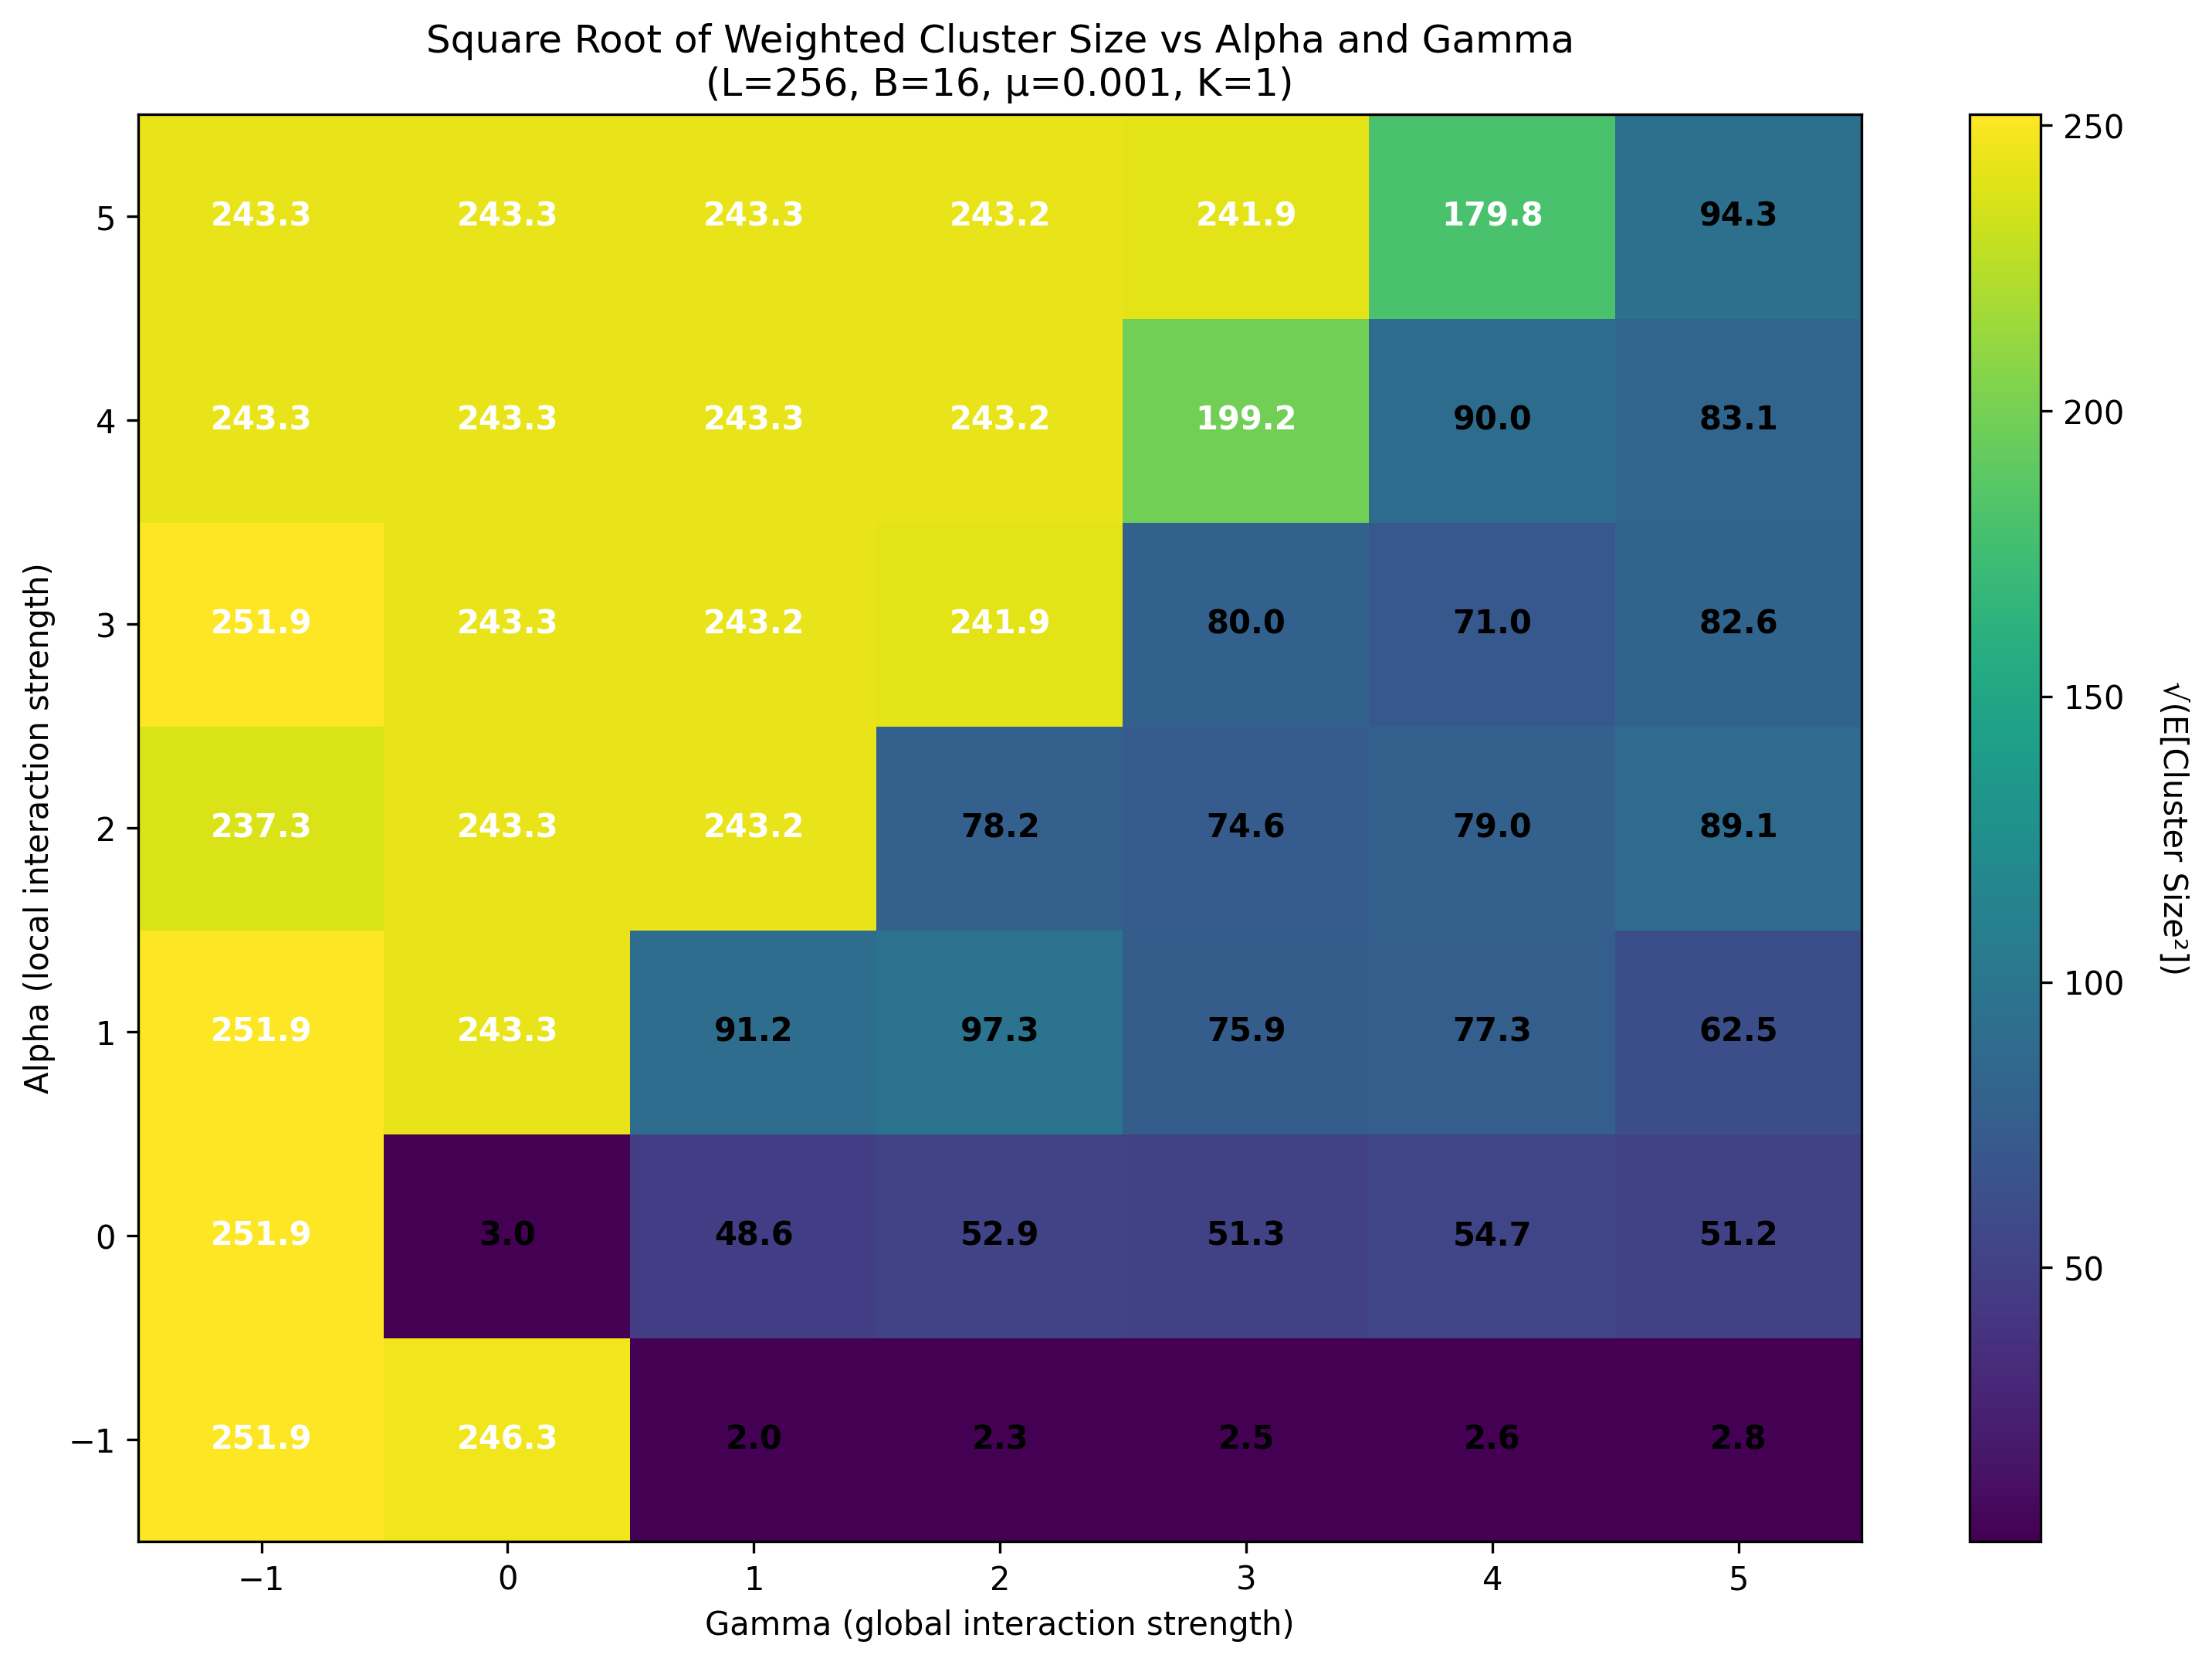 Square Root of Weighted Cluster Size vs Alpha and Gamma
(L=256, B=16, μ=0.001, K=1)
Alpha (local interaction strength)
5 243.3 243.3 243.3 243.2 241.9 179.8 94.3
4 243.3 243.3 243.3 243.2 199.2 90.0 83.1
3 251.9 243.3 243.2 241.9 80.0 71.0 82.6
2 237.3 243.3 243.2 78.2 74.6 79.0 89.1
1 251.9 243.3 91.2 97.3 75.9 77.3 62.5
0 251.9 3.0 48.6 52.9 51.3 54.7 51.2
−1 251.9 246.3 2.0 2.3 2.5 2.6 2.8
−1 0 1 2 3 4 5
Gamma (global interaction strength)
250
200
150
100
50
√(E[Cluster Size²])